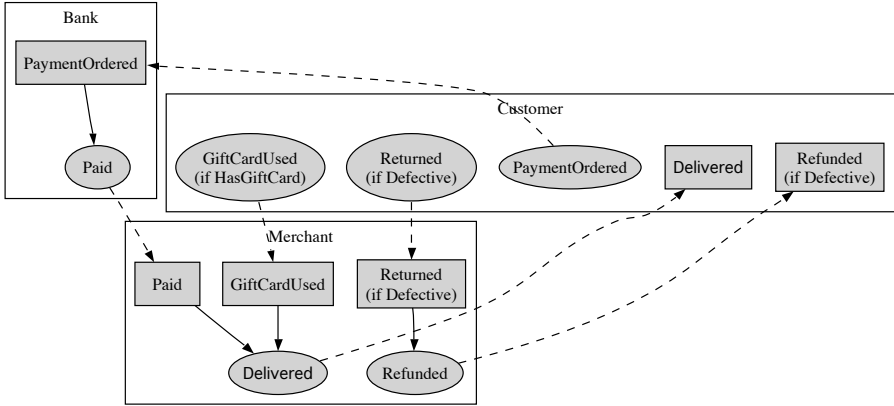 Bank
PaymentOrdered
Paid
Customer
GiftCardUsed
(if HasGiftCard)
Returned
(if Defective)
PaymentOrdered
Delivered
Refunded
(if Defective)
Merchant
Paid
GiftCardUsed
Returned
(if Defective)
Delivered
Refunded